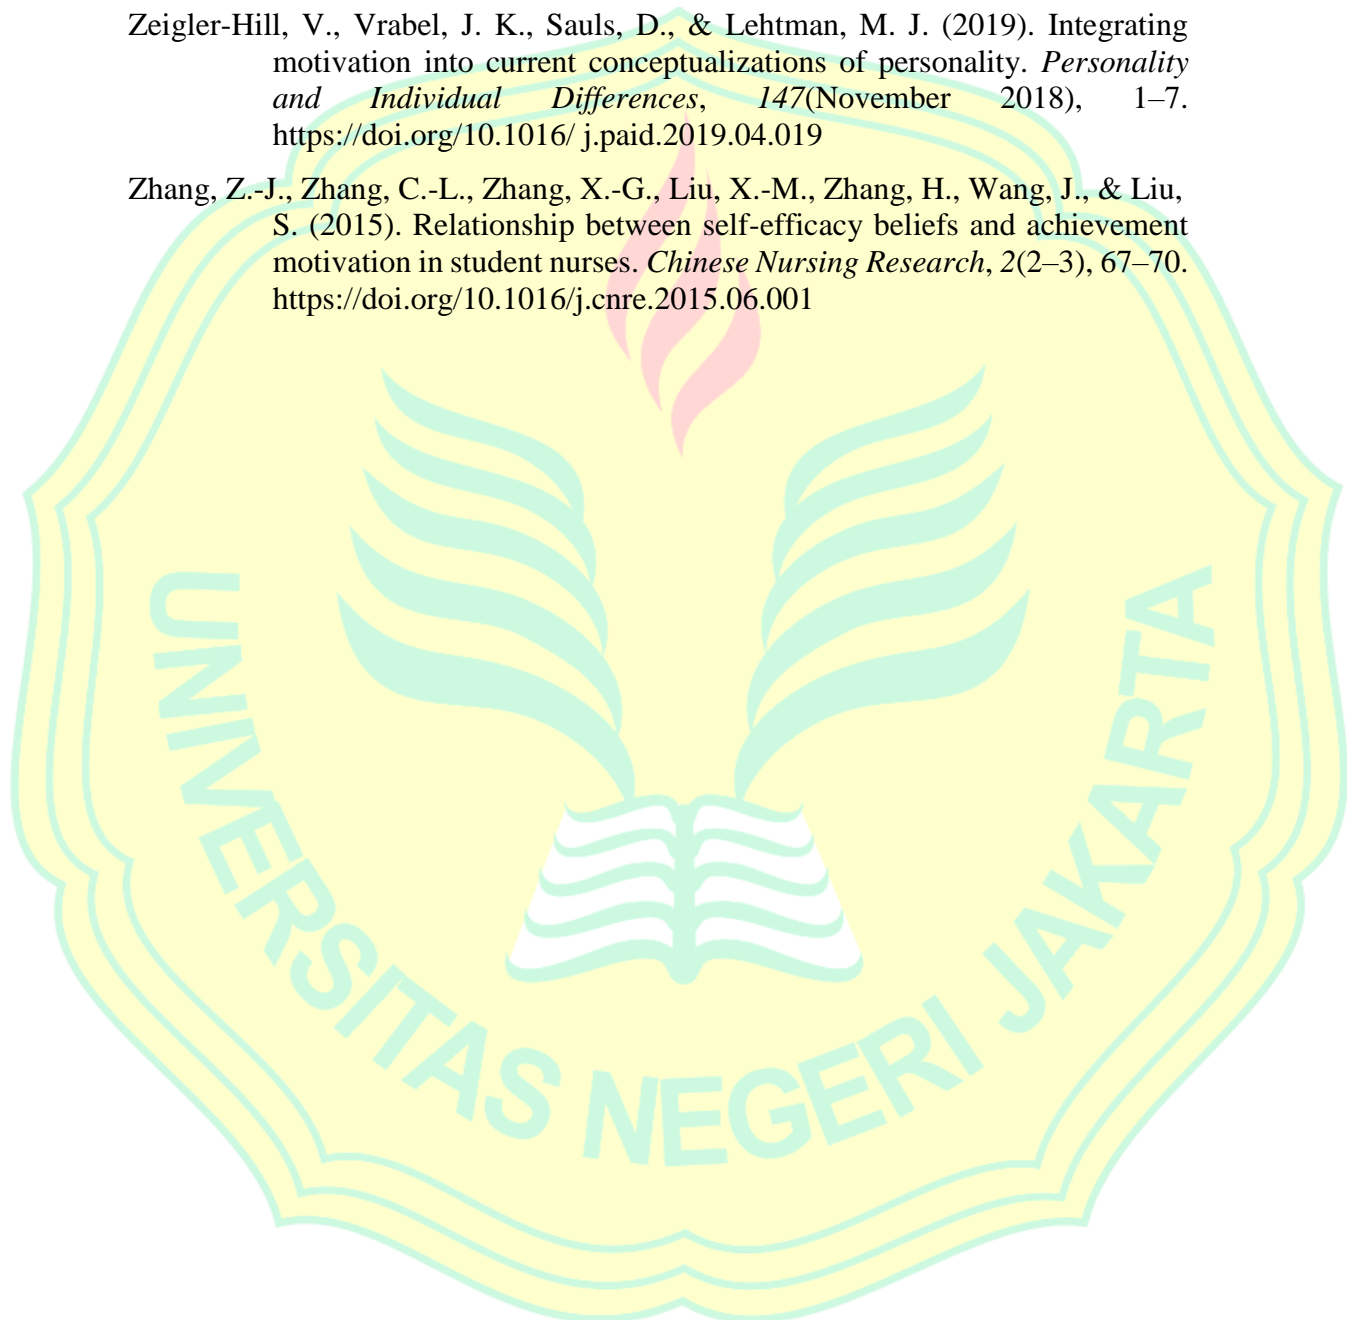 Zeigler-Hill, V., Vrabel, J. K., Sauls, D., & Lehtman, M. J. (2019). Integrating
motivation into current conceptualizations of personality. Personality
and Individual Differences, 147(November 2018), 1–7.
https://doi.org/10.1016/ j.paid.2019.04.019
Zhang, Z.-J., Zhang, C.-L., Zhang, X.-G., Liu, X.-M., Zhang, H., Wang, J., & Liu,
S. (2015). Relationship between self-efficacy beliefs and achievement
motivation in student nurses. Chinese Nursing Research, 2(2–3), 67–70.
https://doi.org/10.1016/j.cnre.2015.06.001
UNIVERSITAS NEGERI JAKARTA